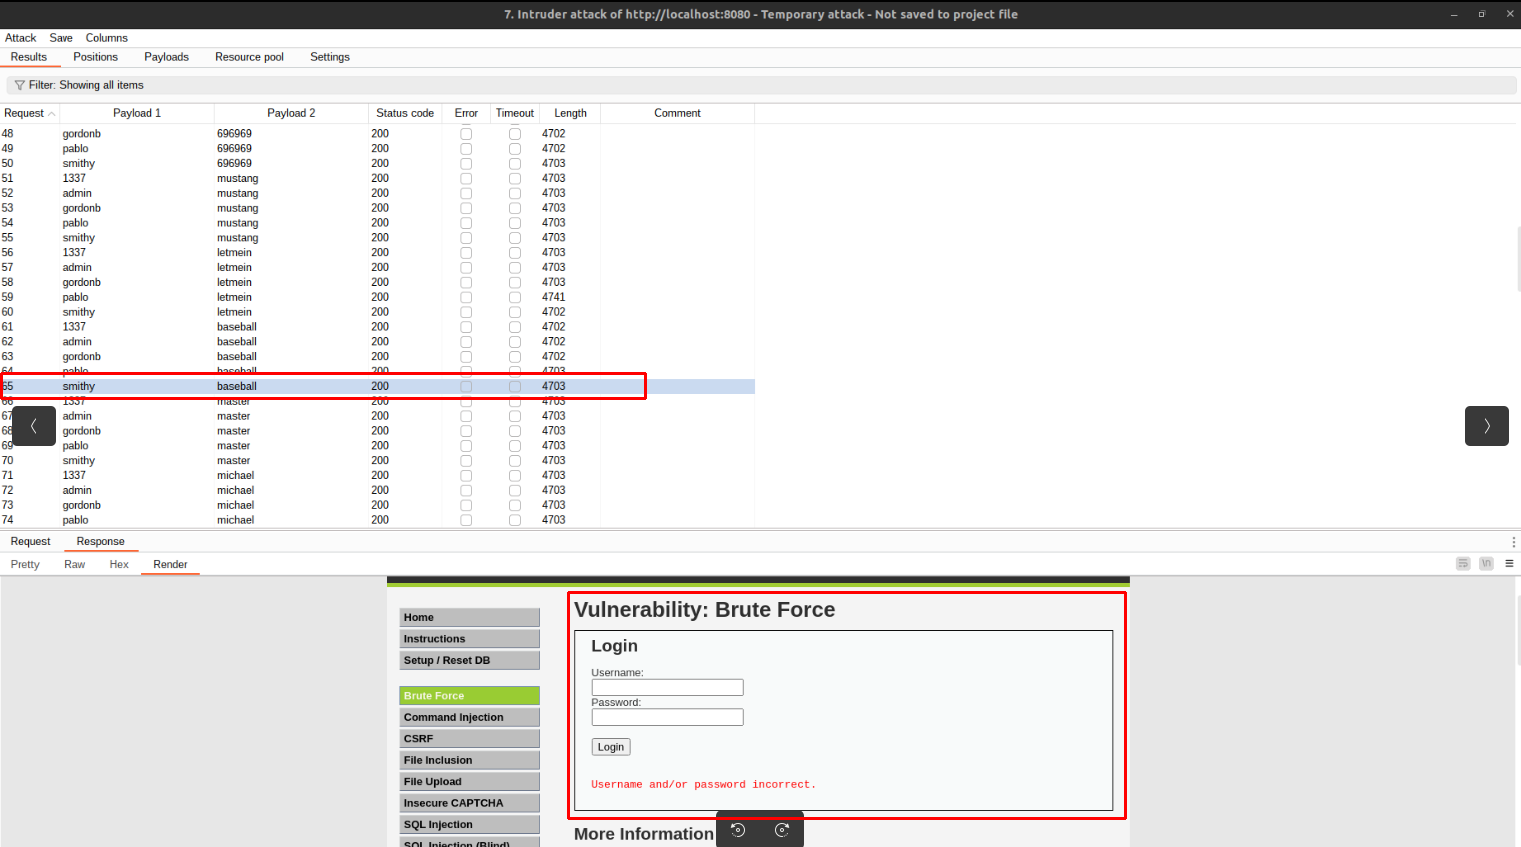 7. Intruder attack of http://localhost:8080 - Temporary attack - Not saved to project file
Attack Save Columns
Results Positions Payloads Resource pool Settings
Filter: Showing all items
Request Payload 1 Payload 2 Status code Error Timeout Length Comment
48 gordonb 696969 200 4702
49 pablo 696969 200 4702
50 smithy 696969 200 4703
51 1337 mustang 200 4703
52 admin mustang 200 4703
53 gordonb mustang 200 4703
54 pablo mustang 200 4703
55 smithy mustang 200 4703
56 1337 letmein 200 4703
57 admin letmein 200 4703
58 gordonb letmein 200 4703
59 pablo letmein 200 4741
60 smithy letmein 200 4702
61 1337 baseball 200 4702
62 admin baseball 200 4702
63 gordonb baseball 200 4702
64 pablo baseball 200 4703
65 smithy baseball 200 4703
66 1337 master 200 4703
67 admin master 200 4703
68 gordonb master 200 4703
69 pablo master 200 4703
70 smithy master 200 4703
71 1337 michael 200 4703
72 admin michael 200 4703
73 gordonb michael 200 4703
74 pablo michael 200 4703
Request Response
Pretty Raw Hex Render
\n
Home
Instructions
Setup / Reset DB
Brute Force
Command Injection
CSRF
File Inclusion
File Upload
Insecure CAPTCHA
SQL Injection
SQL Injection (Blind)
Vulnerability: Brute Force
Login
Username:
Password:
Login
Username and/or password incorrect.
More Information